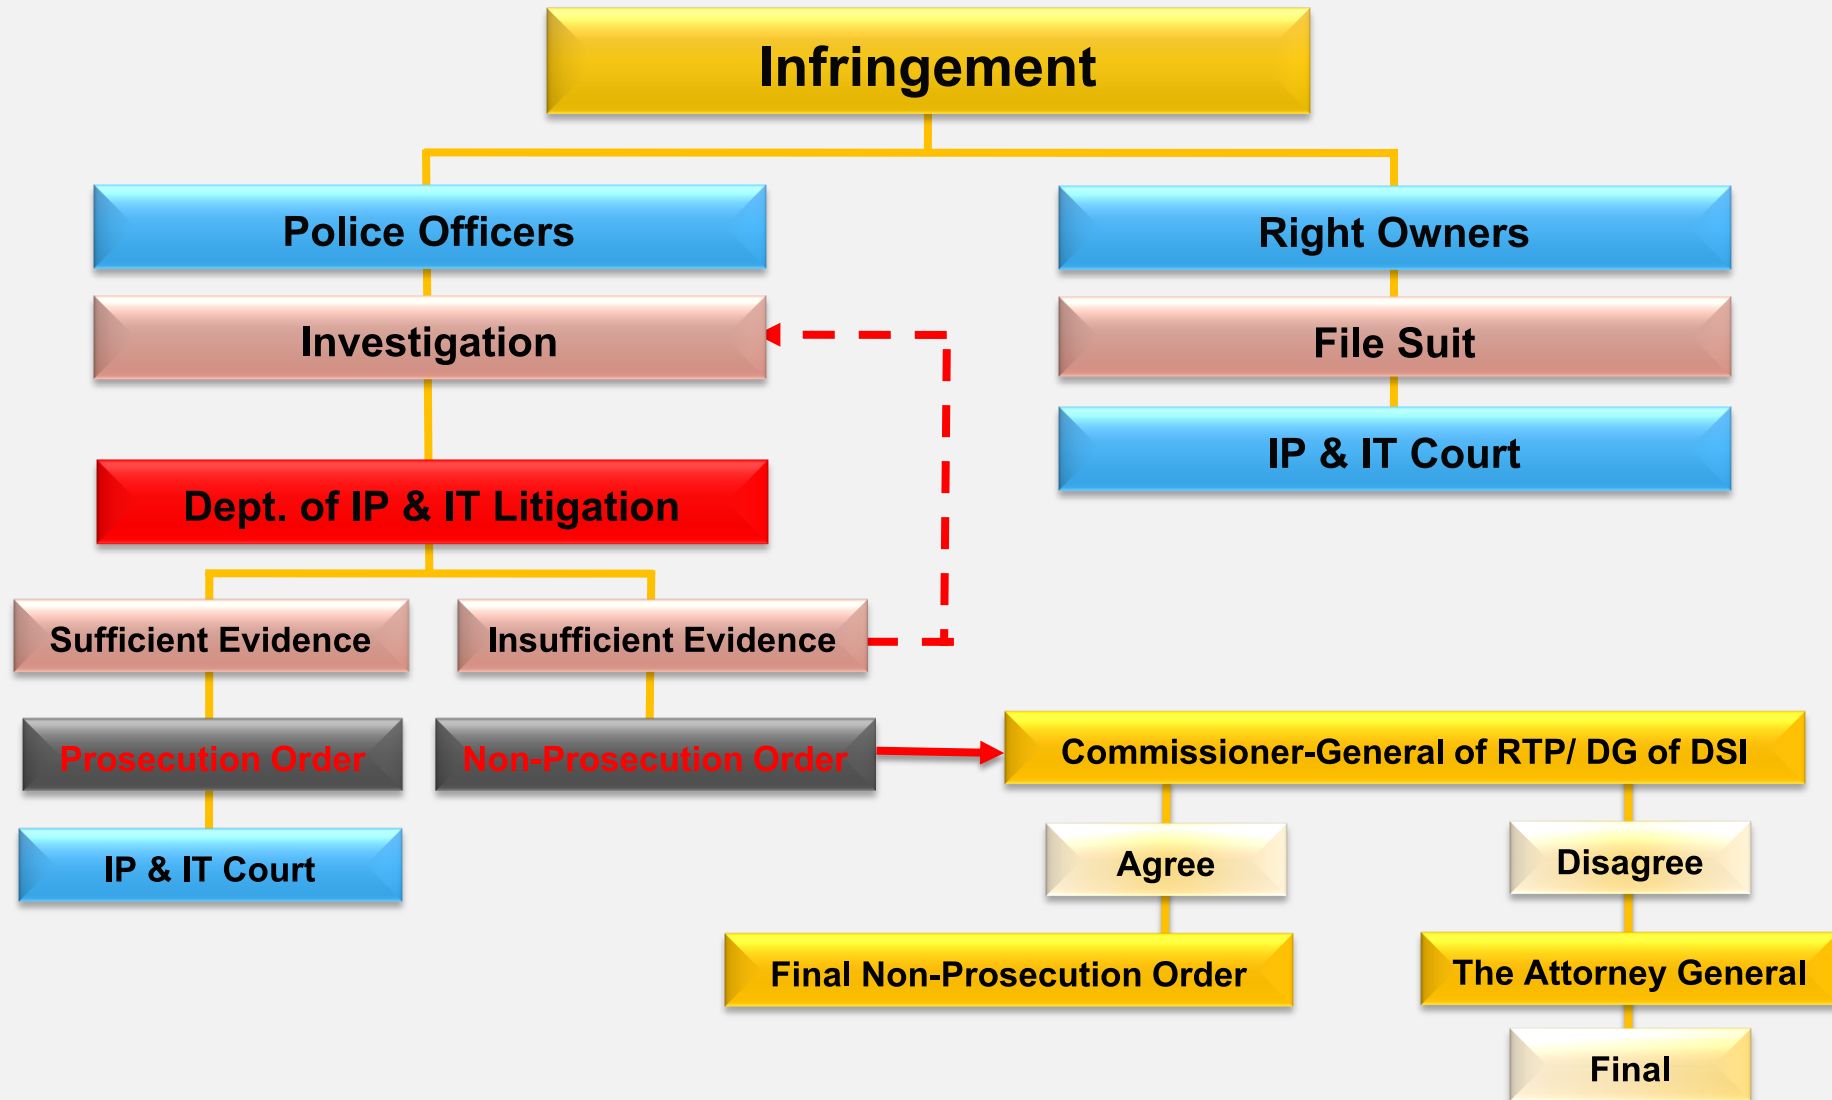 Infringement
Police Officers
Right Owners
Investigation
File Suit
IP & IT Court
Dept. of IP & IT Litigation
Sufficient Evidence
Insufficient Evidence
Prosecution Order
Non-Prosecution Order
Commissioner-General of RTP/ DG of DSI
IP & IT Court
Agree
Disagree
Final Non-Prosecution Order
The Attorney General
Final